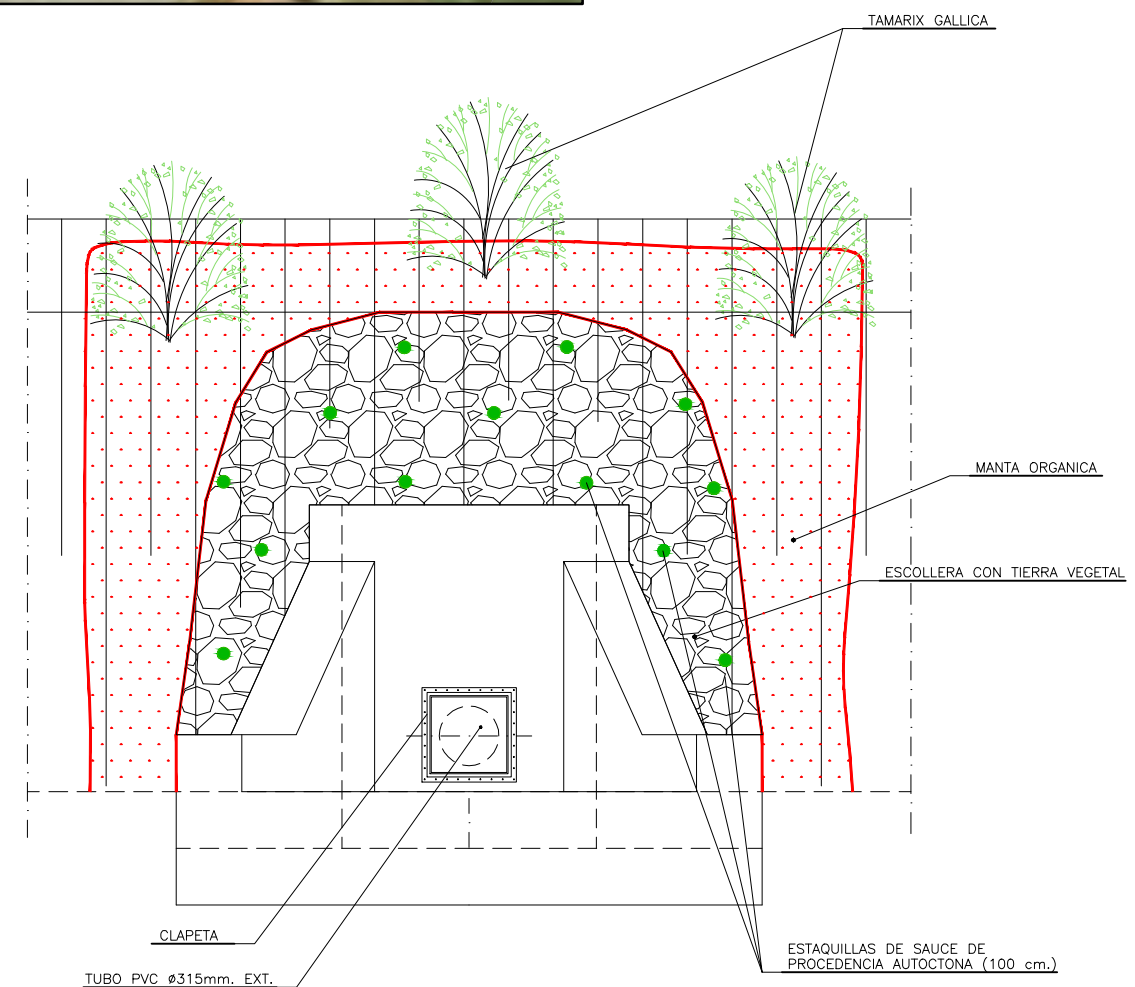 TAMARIX GALLICA
MANTA ORGANICA
ESCOLLERA CON TIERRA VEGETAL
CLAPETA
ESTAQUILLAS DE SAUCE DE
PROCEDENCIA AUTOCTONA (100 cm.)
TUBO PVC Ø315mm. EXT.